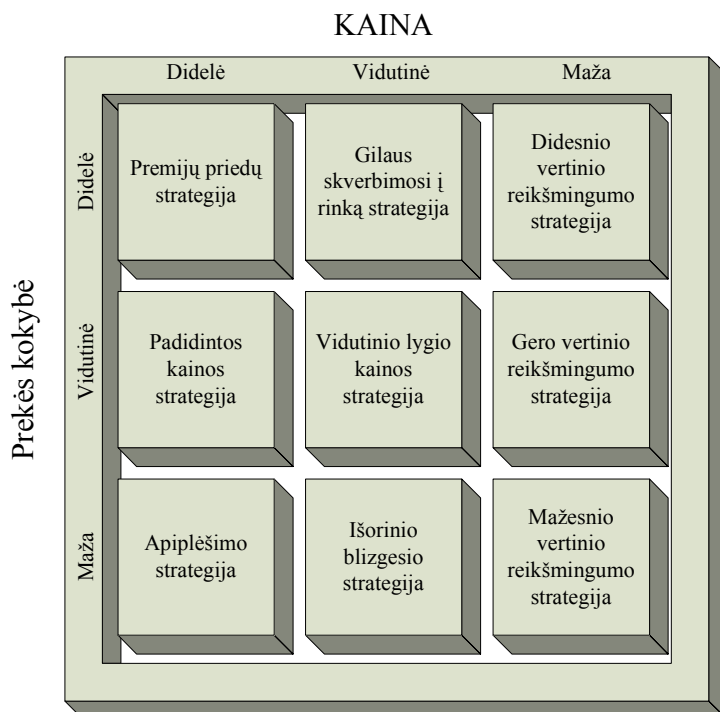 KAINA
Didelė Vidutinė Maža
Prekės kokybė
Didelė
Premijų priedų
strategija
Gilaus
skverbimosi į
rinką strategija
Didesnio
vertinio
reikšmingumo
strategija
Vidutinė
Padidintos
kainos
strategija
Vidutinio lygio
kainos
strategija
Gero vertinio
reikšmingumo
strategija
Maža
Apiplėšimo
strategija
Išorinio
blizgesio
strategija
Mažesnio
vertinio
reikšmingumo
strategija